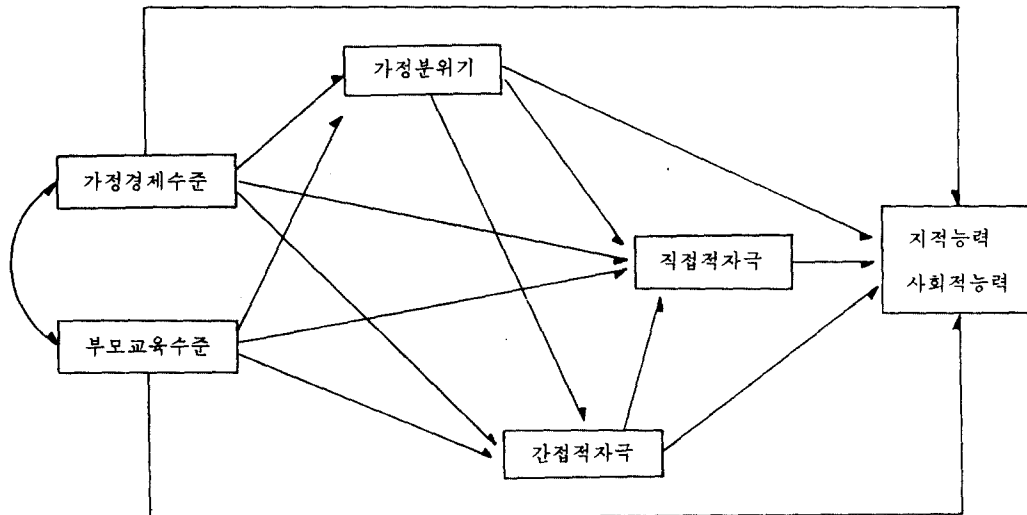 가정분위기
가정경제수준
지적능력
직접적자극
사회적능력
부모교육수준
간접적자극